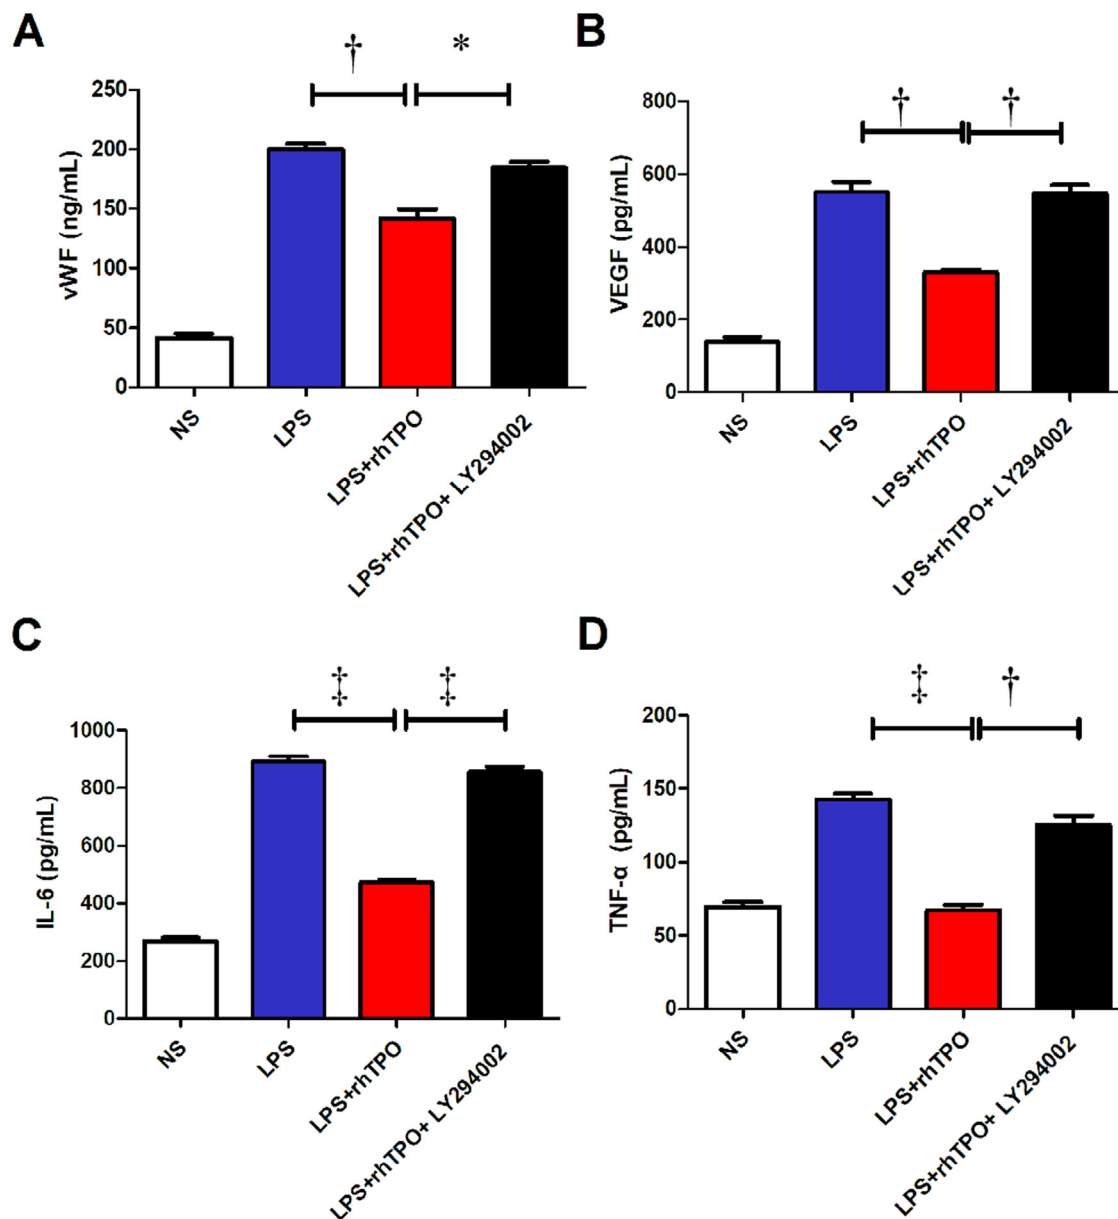 A
† *
vWF (ng/mL)
250
200
150
100
50
0
NS
LPS
LPS+rhTPO
LPS+rhTPO+ LY294002
B
† †
VEGF (pg/mL)
800
600
400
200
0
NS
LPS
LPS+rhTPO
LPS+rhTPO+ LY294002
C
‡ ‡
IL-6 (pg/mL)
1000
800
600
400
200
0
NS
LPS
LPS+rhTPO
LPS+rhTPO+ LY294002
D
‡ †
TNF-α (pg/mL)
200
150
100
50
0
NS
LPS
LPS+rhTPO
LPS+rhTPO+ LY294002